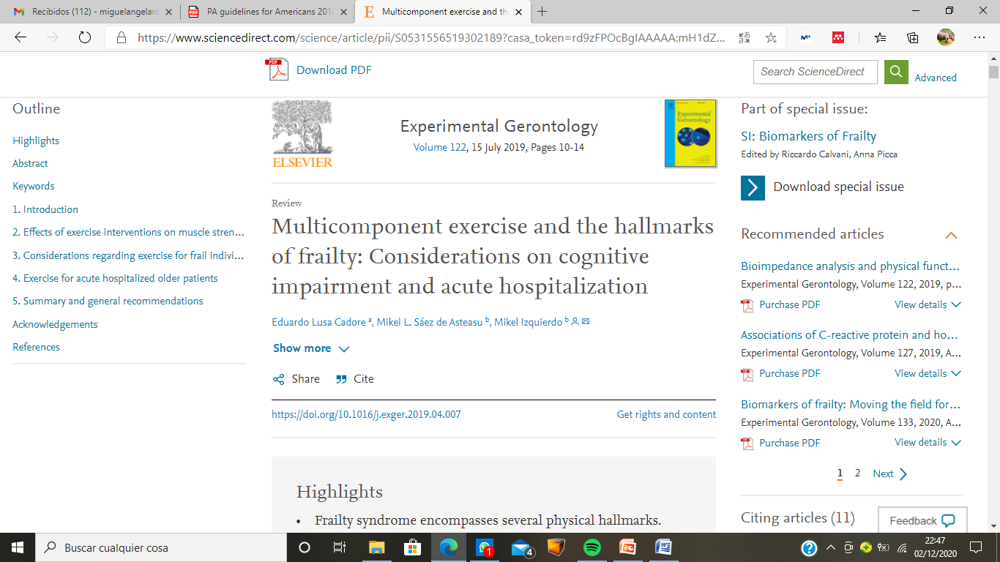 Recibidos (112) - miguelangelara
PA guidelines for Americans 201
Multicomponent exercise and the
https://www.sciencedirect.com/science/article/pii/S0531556519302189?casa_token=rd9zFPOcBgIAAAAA:mH1dZ...
Download PDF
Search ScienceDirect
Advanced
Outline
Highlights
Abstract
Keywords
1. Introduction
2. Effects of exercise interventions on muscle stren...
3. Considerations regarding exercise for frail indivi...
4. Exercise for acute hospitalized older patients
5. Summary and general recommendations
Acknowledgements
References
ELSEVIER
Experimental Gerontology
Volume 122, 15 July 2019, Pages 10-14
Experimental
Gerontology
Review
Multicomponent exercise and the hallmarks
of frailty: Considerations on cognitive
impairment and acute hospitalization
Eduardo Lusa Cadore a, Mikel L. Sáez de Asteasu b, Mikel Izquierdo b
Show more
Share
Cite
https://doi.org/10.1016/j.exger.2019.04.007
Get rights and content
Highlights
• Frailty syndrome encompasses several physical hallmarks.
Part of special issue:
SI: Biomarkers of Frailty
Edited by Riccardo Calvani, Anna Picca
Download special issue
Recommended articles
Bioimpedance analysis and physical funct...
Experimental Gerontology, Volume 122, 2019, p...
Purchase PDF
View details
Associations of C-reactive protein and ho...
Experimental Gerontology, Volume 127, 2019, A...
Purchase PDF
View details
Biomarkers of frailty: Moving the field for...
Experimental Gerontology, Volume 133, 2020, A...
Purchase PDF
View details
1 2 Next
Citing articles (11)
Feedback
Buscar cualquier cosa
1
4
22:47
02/12/2020